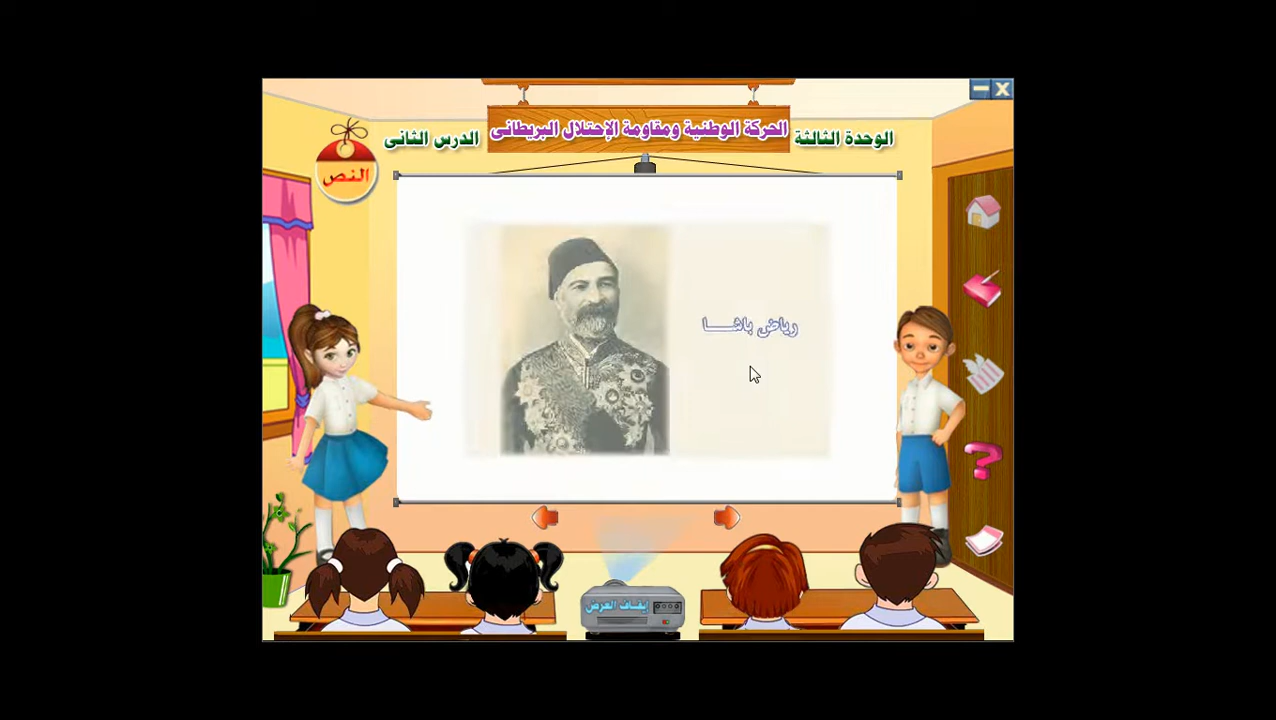 الوحدة الثالثة
الحركة الوطنية ومقاومة الإحتلال البريطانى
الدرس الثانى
النص
رياض باشـــا
إيقاف العرض